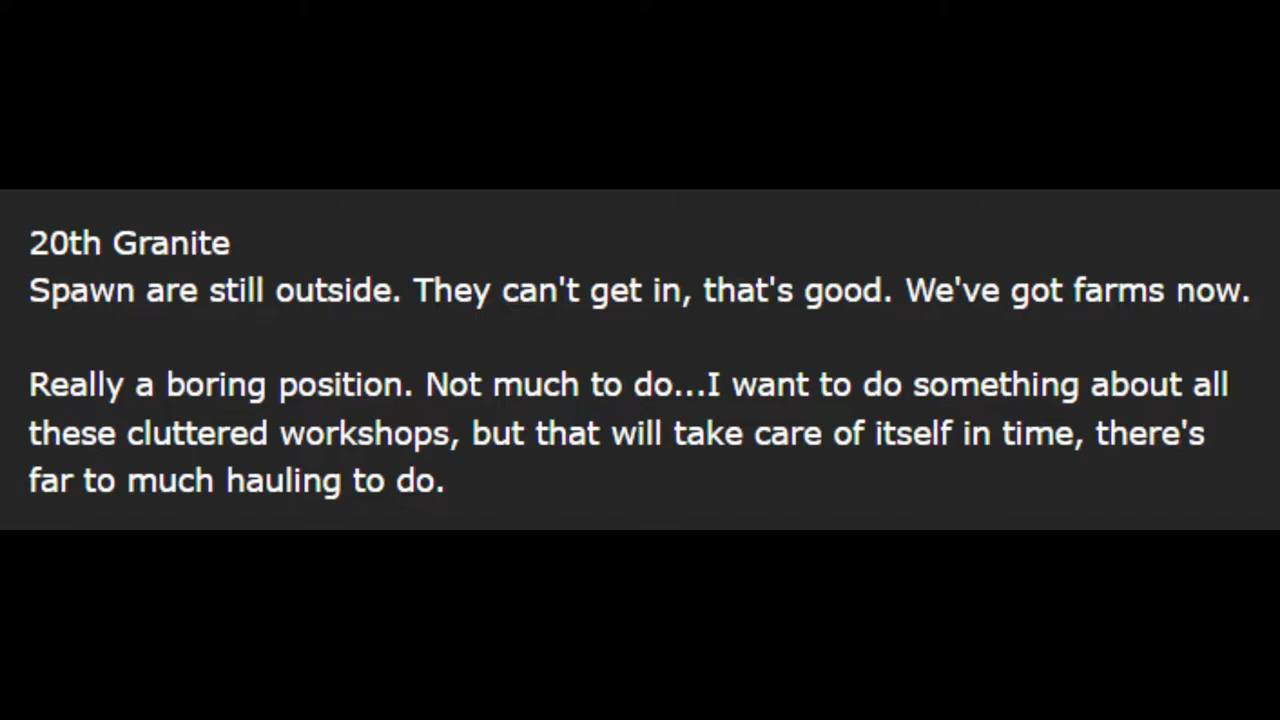 20th Granite
Spawn are still outside. They can't get in, that's good. We've got farms now.
Really a boring position. Not much to do...I want to do something about all
these cluttered workshops, but that will take care of itself in time, there's
far to much hauling to do.